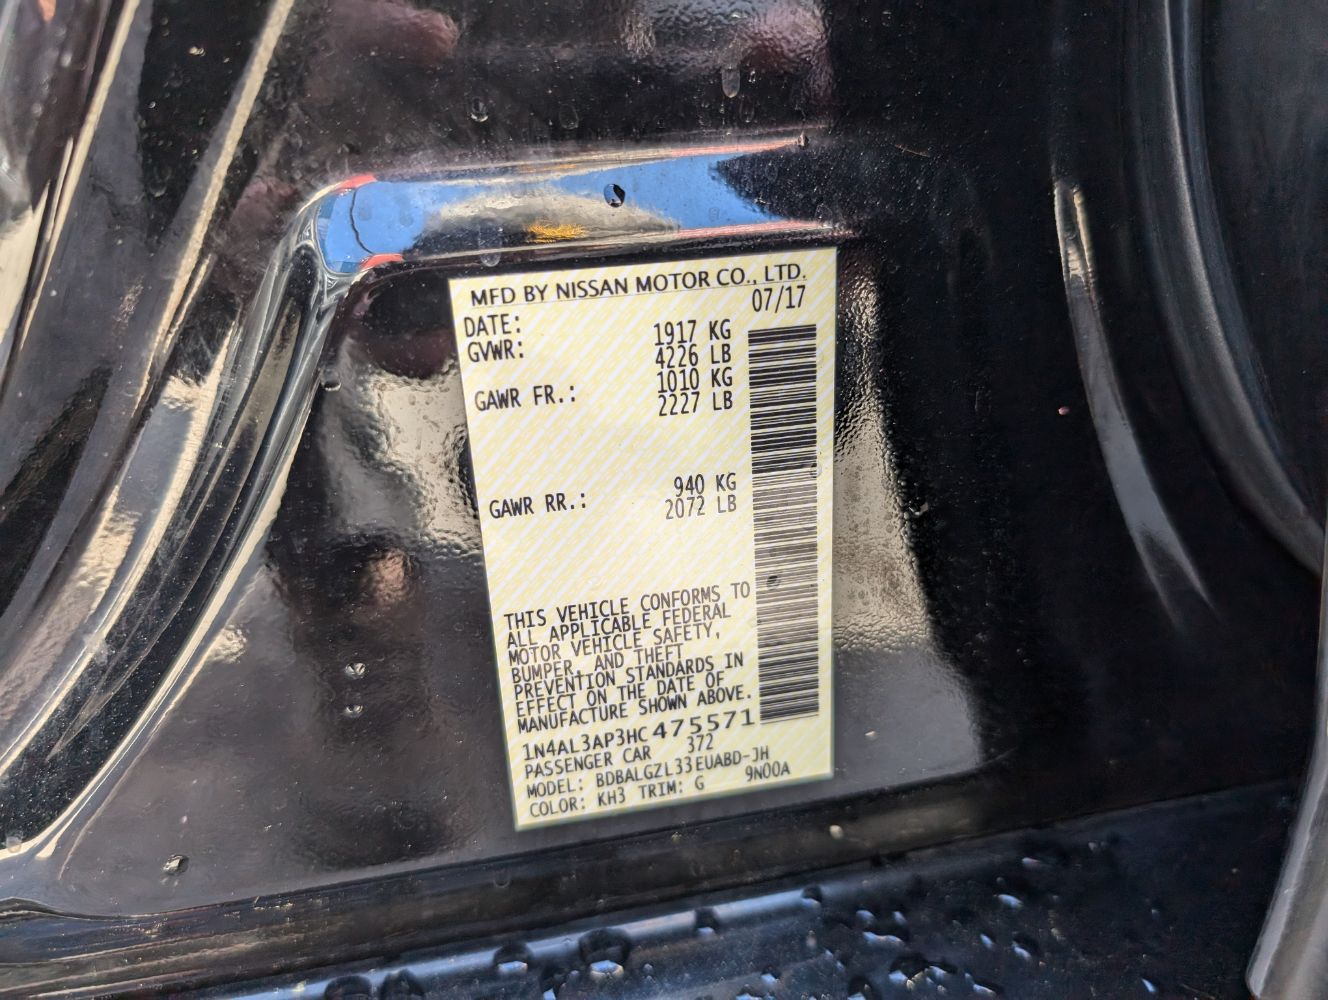 MFD BY NISSAN MOTOR CO., LTD.
DATE: 07/17
GVWR: 1917 KG
4226 LB
GAWR FR.: 1010 KG
2227 LB
GAWR RR.: 940 KG
2072 LB
THIS VEHICLE CONFORMS TO
ALL APPLICABLE FEDERAL
MOTOR VEHICLE SAFETY,
BUMPER, AND THEFT
PREVENTION STANDARDS IN
EFFECT ON THE DATE OF
MANUFACTURE SHOWN ABOVE.
1N4AL3AP3HC475571
PASSENGER CAR 372
MODEL: BDBALGZL33EUABD-JH
COLOR: KH3 TRIM: G 9N00A